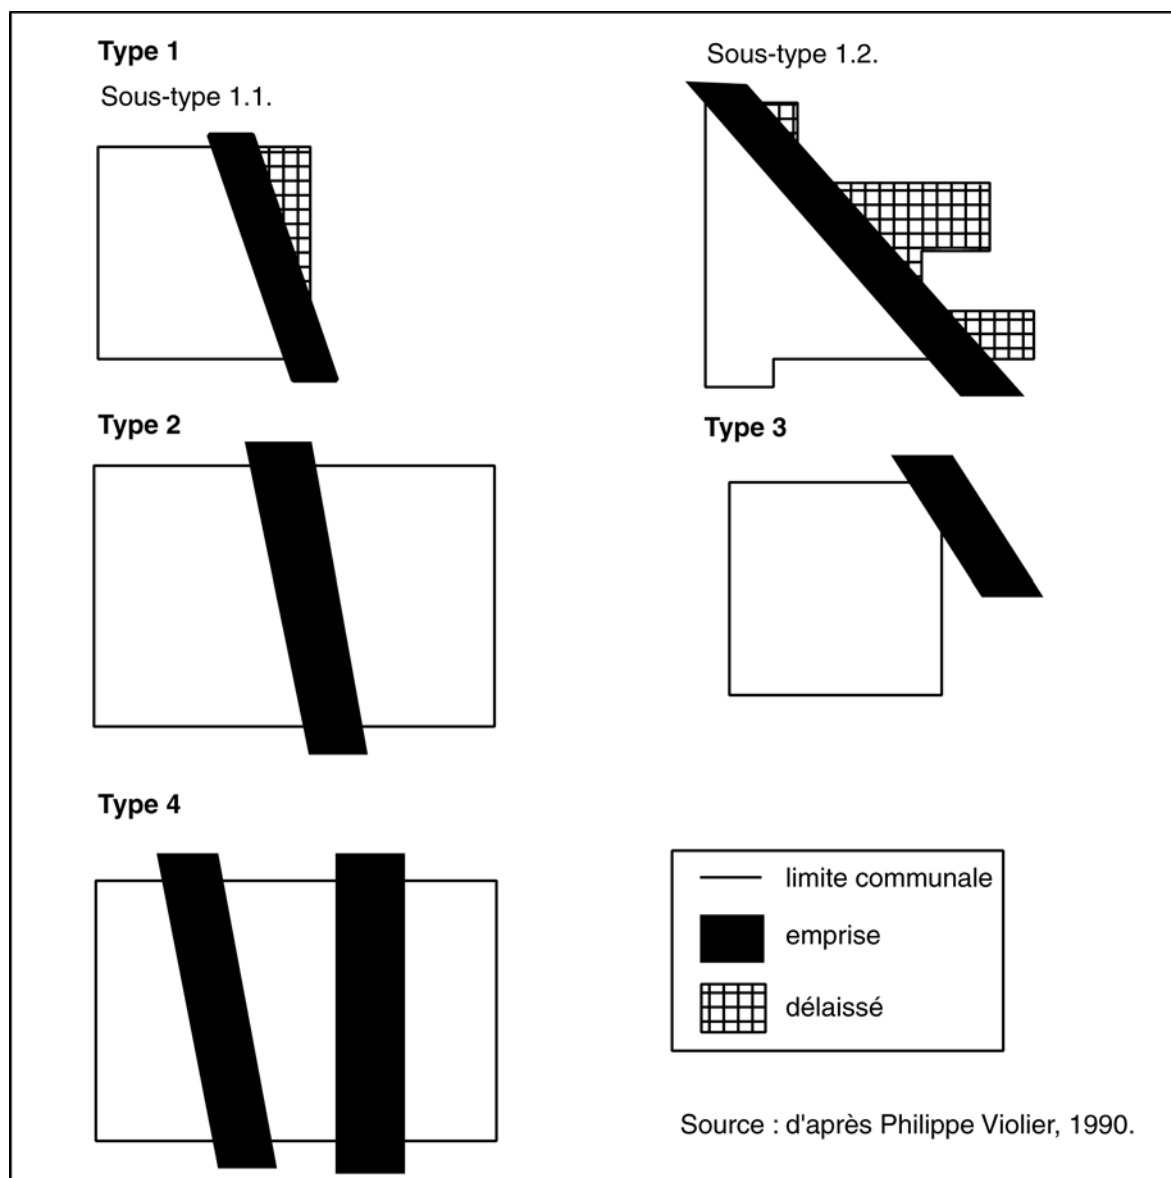 Type 1
Sous-type 1.1.
Sous-type 1.2.
Type 2
Type 3
Type 4
limite communale
emprise
délaissé
Source : d'après Philippe Violier, 1990.